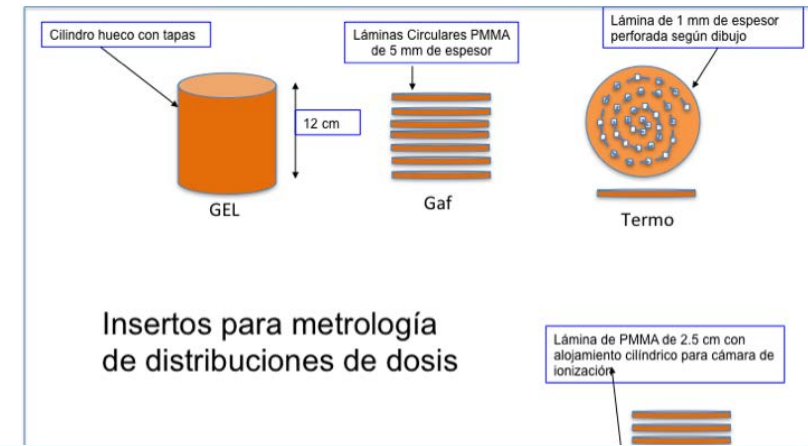 Cilindro hueco con tapas
Láminas Circulares PMMA
de 5 mm de espesor
Lámina de 1 mm de espesor
perforada según dibujo
12 cm
GEL
Gaf
Termo
Insertos para metrología
de distribuciones de dosis
Lámina de PMMA de 2.5 cm con
alojamiento cilíndrico para cámara de
ionización